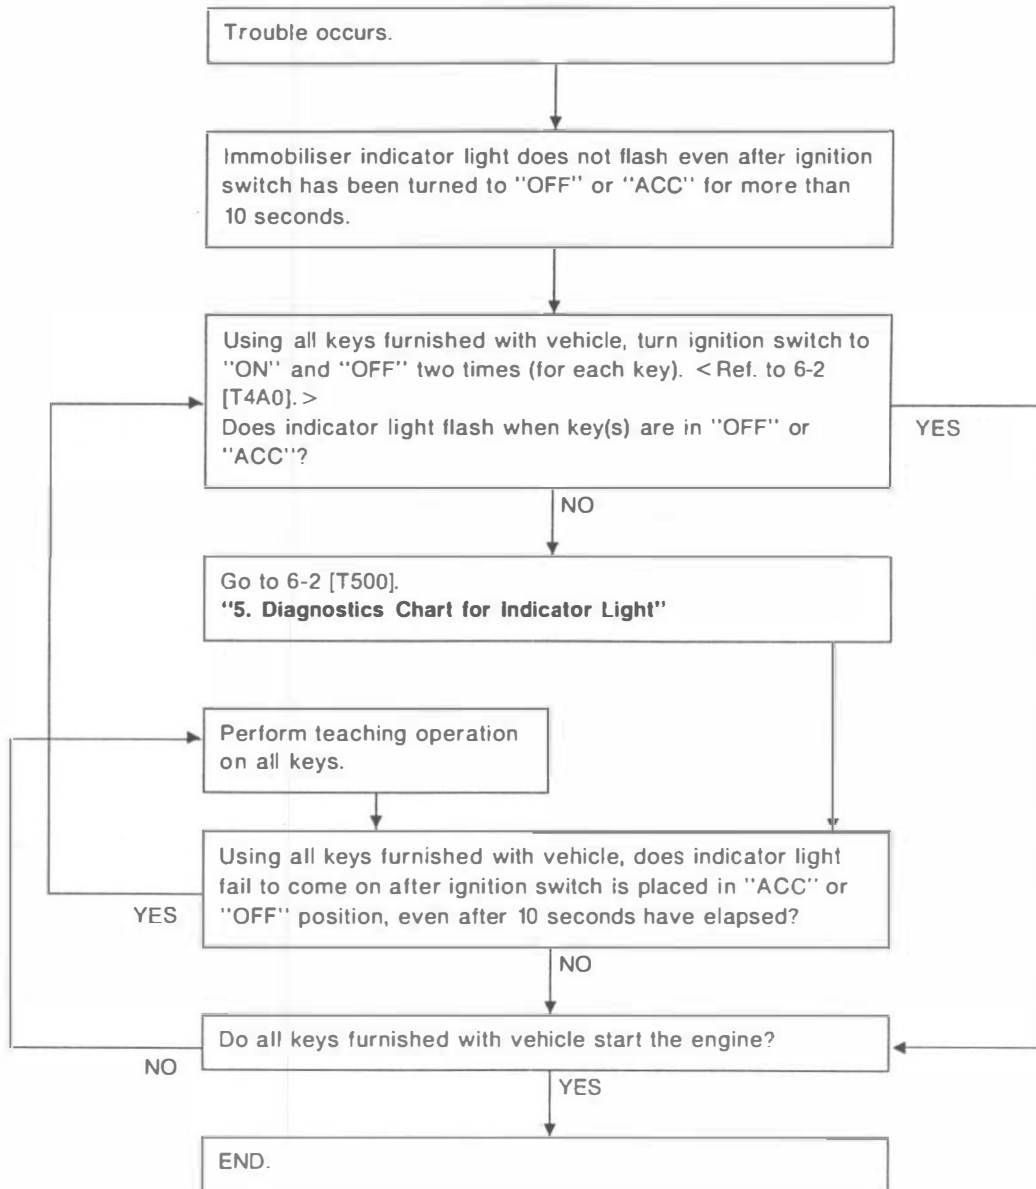 Trouble occurs.
Immobiliser indicator light does not flash even after ignition
switch has been turned to "OFF" or "ACC" for more than
10 seconds.
Using all keys furnished with vehicle, turn ignition switch to
"ON" and "OFF" two times (for each key). <Ref. to 6-2
[T4A0].>
Does indicator light flash when key(s) are in "OFF" or
"ACC"?
YES
NO
Go to 6-2 [T500].
"5. Diagnostics Chart for Indicator Light"
Perform teaching operation
on all keys.
Using all keys furnished with vehicle, does indicator light
fail to come on after ignition switch is placed in "ACC" or
"OFF" position, even after 10 seconds have elapsed?
YES
NO
Do all keys furnished with vehicle start the engine?
NO
YES
END.